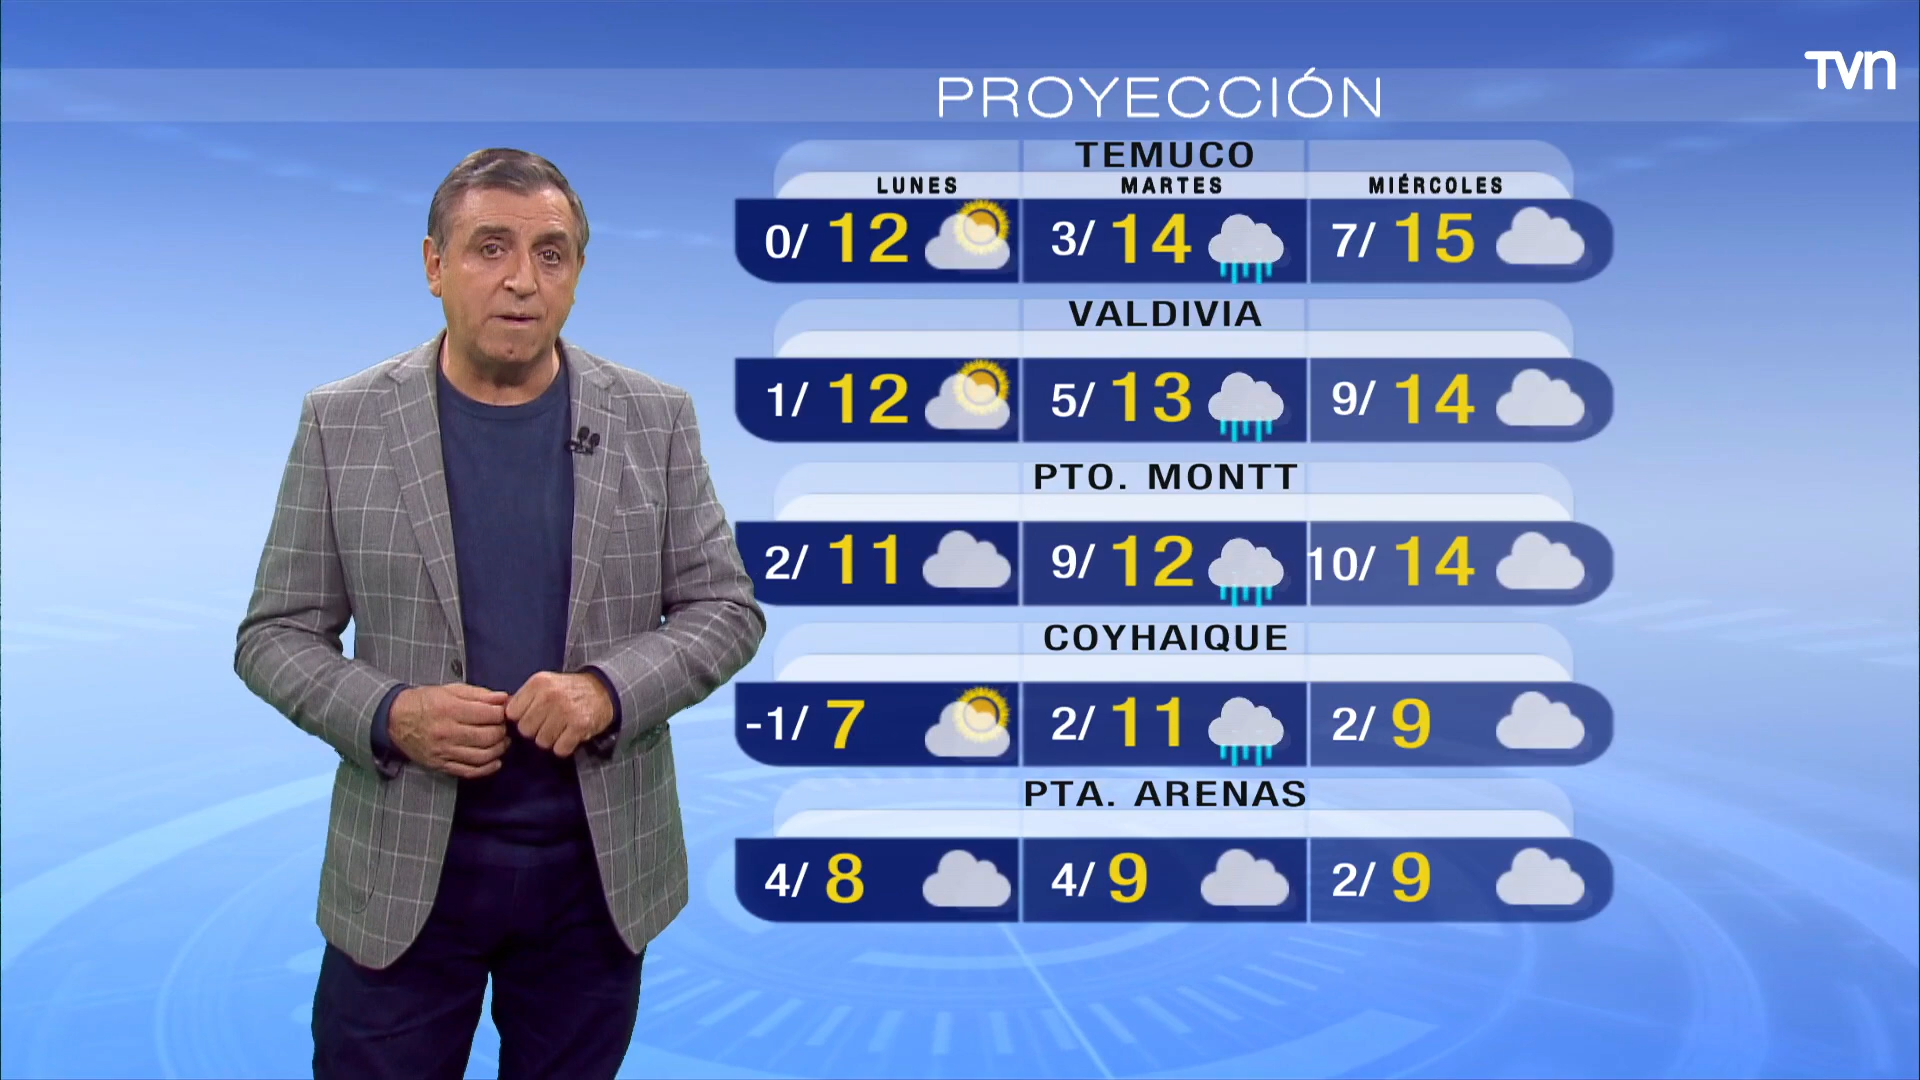 TVN
PROYECCIÓN
TEMUCO
LUNES MARTES MIÉRCOLES
0/ 12 3/ 14 7/ 15
VALDIVIA
1/ 12 5/ 13 9/ 14
PTO. MONTT
2/ 11 9/ 12 10/ 14
COYHAIQUE
-1/ 7 2/ 11 2/ 9
PTA. ARENAS
4/ 8 4/ 9 2/ 9